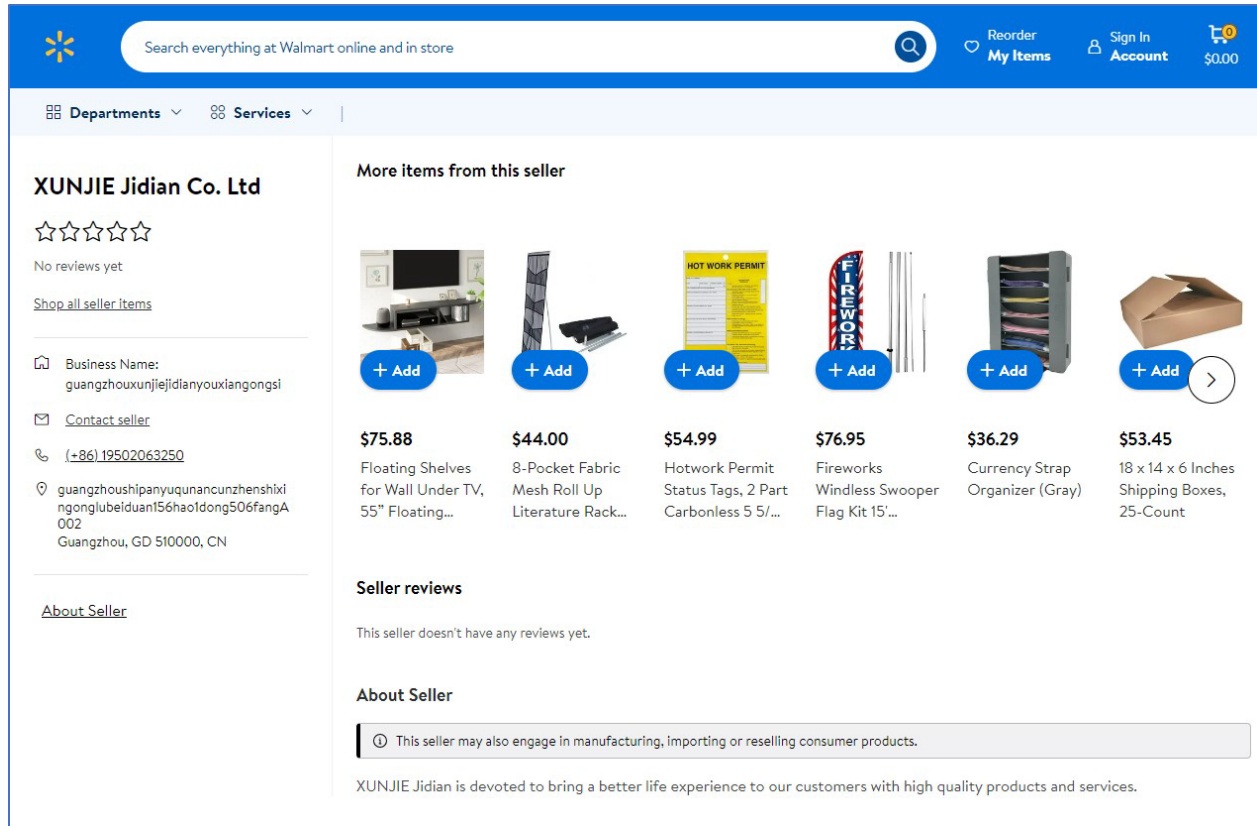 Search everything at Walmart online and in store
Reorder
My Items
Sign In
Account
0
$0.00
Departments
Services
XUNJIE Jidian Co. Ltd
No reviews yet
Shop all seller items
Business Name:
guangzhouxunjiejidianyouxiangongsi
Contact seller
(+86) 19502063250
guangzhoushipanyuqunancunzhenshixi
ngonglubeiduan156hao1dong506fangA
002
Guangzhou, GD 510000, CN
About Seller
More items from this seller
HOT WORK PERMIT
FIREWORK
+ Add
+ Add
+ Add
+ Add
+ Add
+ Add
$75.88
Floating Shelves
for Wall Under TV,
55” Floating...
$44.00
8-Pocket Fabric
Mesh Roll Up
Literature Rack...
$54.99
Hotwork Permit
Status Tags, 2 Part
Carbonless 5 5/...
$76.95
Fireworks
Windless Swooper
Flag Kit 15'...
$36.29
Currency Strap
Organizer (Gray)
$53.45
18 x 14 x 6 Inches
Shipping Boxes,
25-Count
Seller reviews
This seller doesn't have any reviews yet.
About Seller
This seller may also engage in manufacturing, importing or reselling consumer products.
XUNJIE Jidian is devoted to bring a better life experience to our customers with high quality products and services.